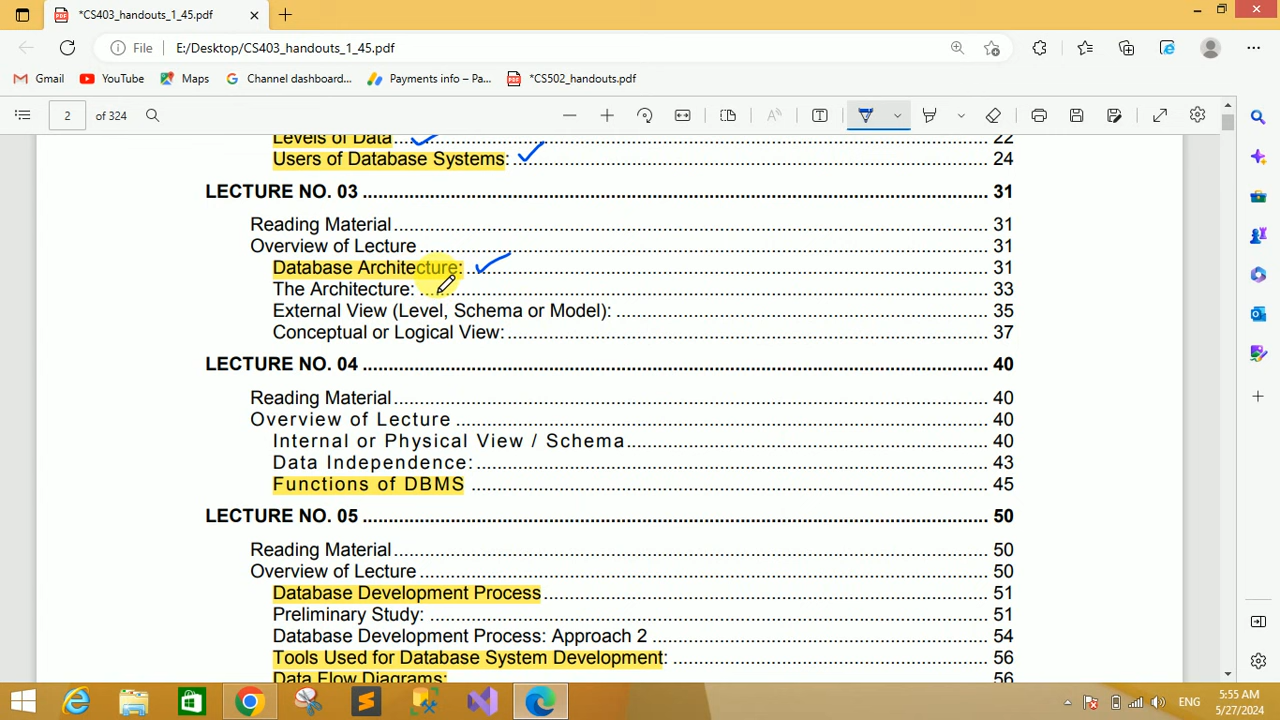 *CS403_handouts_1_45.pdf
File E:/Desktop/CS403_handouts_1_45.pdf
Gmail YouTube Maps Channel dashboard... Payments info – Pa... *CS502_handouts.pdf
2 of 324
Levels of Data 22
Users of Database Systems: 24
LECTURE NO. 03 31
Reading Material 31
Overview of Lecture 31
Database Architecture: 31
The Architecture: 33
External View (Level, Schema or Model): 35
Conceptual or Logical View: 37
LECTURE NO. 04 40
Reading Material 40
Overview of Lecture 40
Internal or Physical View / Schema 40
Data Independence: 43
Functions of DBMS 45
LECTURE NO. 05 50
Reading Material 50
Overview of Lecture 50
Database Development Process 51
Preliminary Study: 51
Database Development Process: Approach 2 54
Tools Used for Database System Development: 56
Data Flow Diagrams: 56
ENG
5:55 AM
5/27/2024